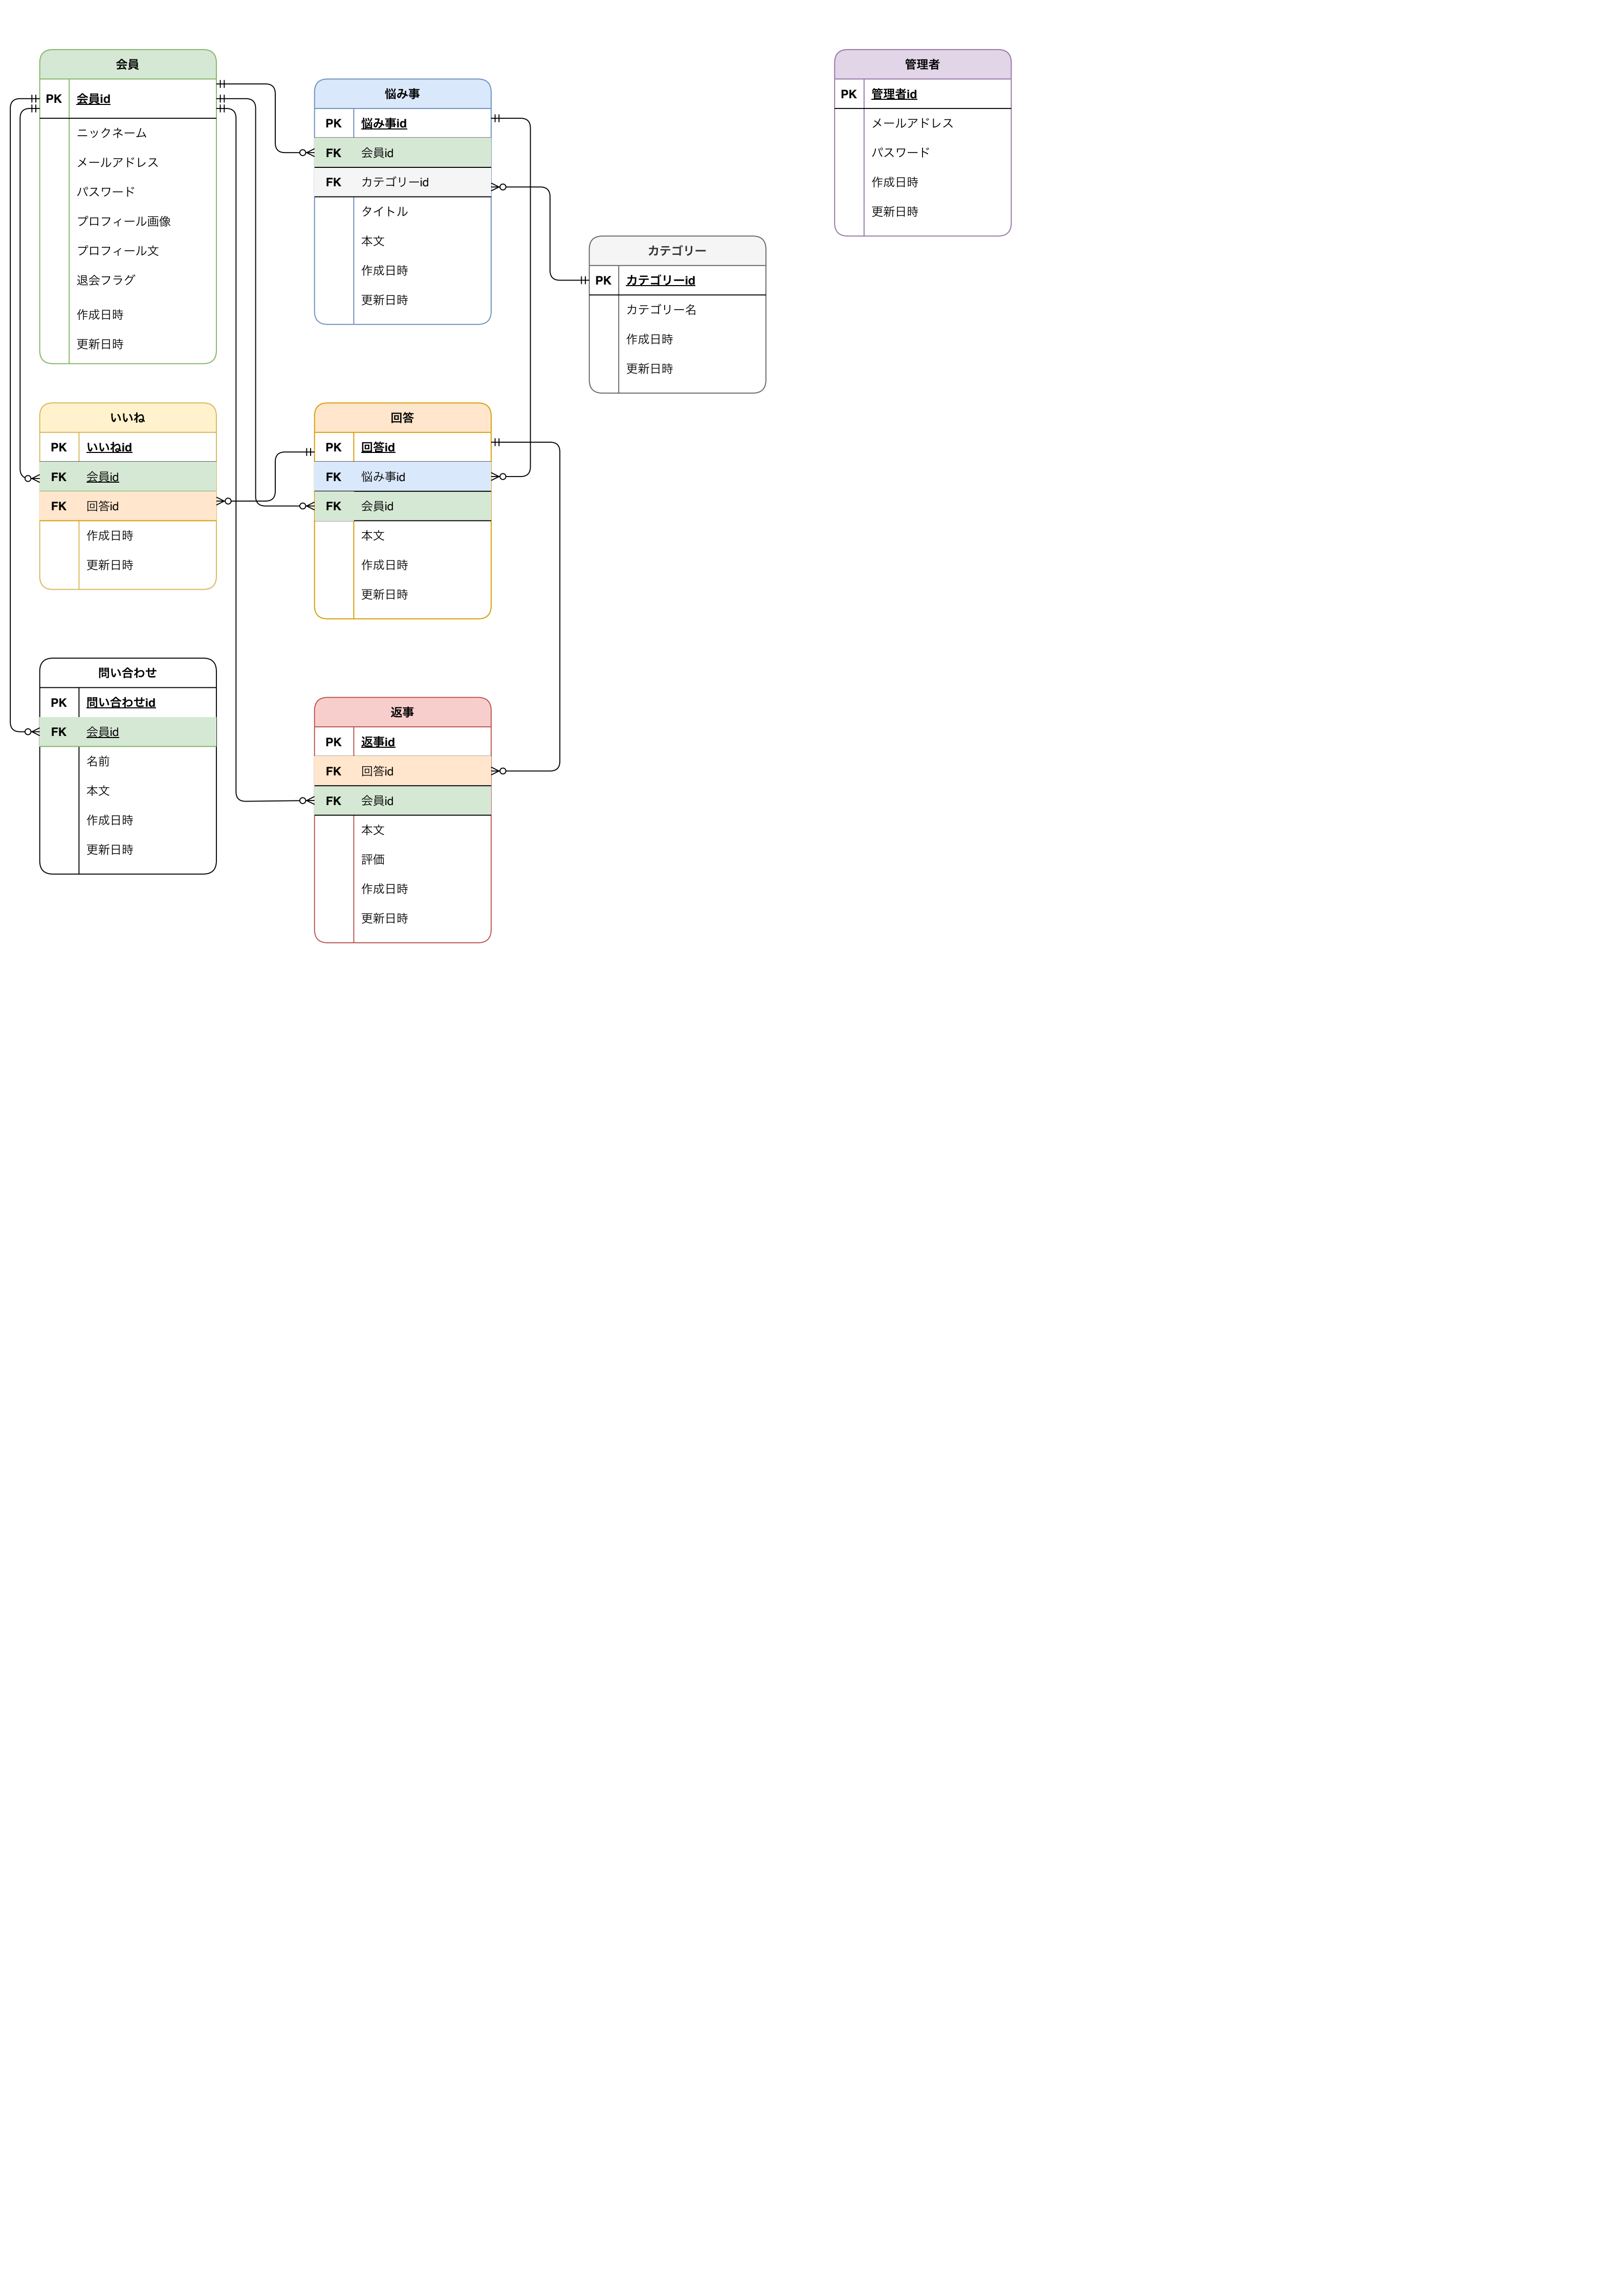 会員
PK 会員id
ニックネーム
メールアドレス
パスワード
プロフィール画像
プロフィール文
退会フラグ
作成日時
更新日時
悩み事
PK 悩み事id
FK 会員id
FK カテゴリーid
タイトル
本文
作成日時
更新日時
カテゴリー
PK カテゴリーid
カテゴリー名
作成日時
更新日時
管理者
PK 管理者id
メールアドレス
パスワード
作成日時
更新日時
いいね
PK いいねid
FK 会員id
FK 回答id
作成日時
更新日時
回答
PK 回答id
FK 悩み事id
FK 会員id
本文
作成日時
更新日時
問い合わせ
PK 問い合わせid
FK 会員id
名前
本文
作成日時
更新日時
返事
PK 返事id
FK 回答id
FK 会員id
本文
評価
作成日時
更新日時